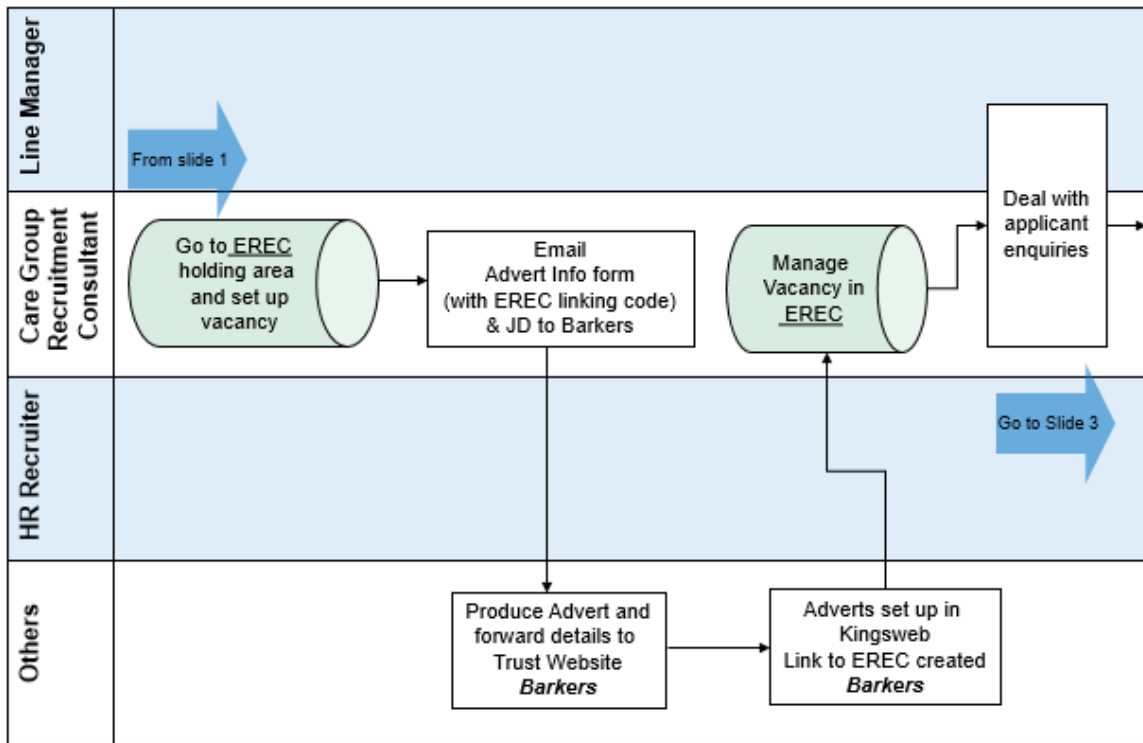 Line Manager
From slide 1
Care Group
Recruitment
Consultant
Go to EREC
holding area
and set up
vacancy
Email
Advert Info form
(with EREC linking code)
& JD to Barkers
Manage
Vacancy in
EREC
Deal with
applicant
enquiries
HR Recruiter
Go to Slide 3
Others
Produce Advert and
forward details to
Trust Website
Barkers
Adverts set up in
Kingsweb
Link to EREC created
Barkers